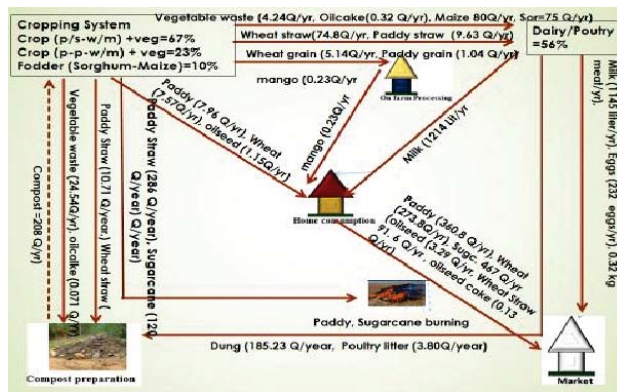 Cropping System
Crop (p/s-w/m) +veg=67%
Crop (p-p-w/m) + veg=23%
Fodder (Sorghum-Maize)=10%
Vegetable waste (4.24Q/yr), Oilcake(0.32 Q/yr), Maize 80Q/yr, Sor=75 Q/yr)
Wheat straw(74.8Q/yr, Paddy straw (9.63 Q/yr)
Wheat grain (5.14Q/yr, Paddy grain (1.04 Q/yr)
Dairy/Poutry
=56%
mango (0.23Q/yr
On farm Processing
mango (0.23Q/yr
Milk (1214 Lit/yr
Paddy (7.96 Q/yr), Wheat
(7.57Q/yr), oilseed (1.15Q/yr)
Home consumption
Milk (1145 liter/yr), Eggs (232 eggs/yr), 0.32 kg
meat/yr),
Compost =208 Q/yr)
Vegetable waste (24.54Q/yr), oilcake (0.071 Q/Yr)
Paddy Straw (10.71 Q/year, Wheat straw (
Paddy Straw (286 Q/year), Sugarcane (120
Q/year) Q/year)
Paddy (360.8 Q/yr), Wheat
(273.8Q/yr), Sugc. 467 Q/yr
(Oilseed (3.29 Q/yr, Wheat Straw
91.6 Q/yr, oilseed cake (0.13
Q/yr)
Paddy, Sugarcane burning
Dung (185.23 Q/year, Poultry litter (3.80Q/year)
Compost preparation
Market